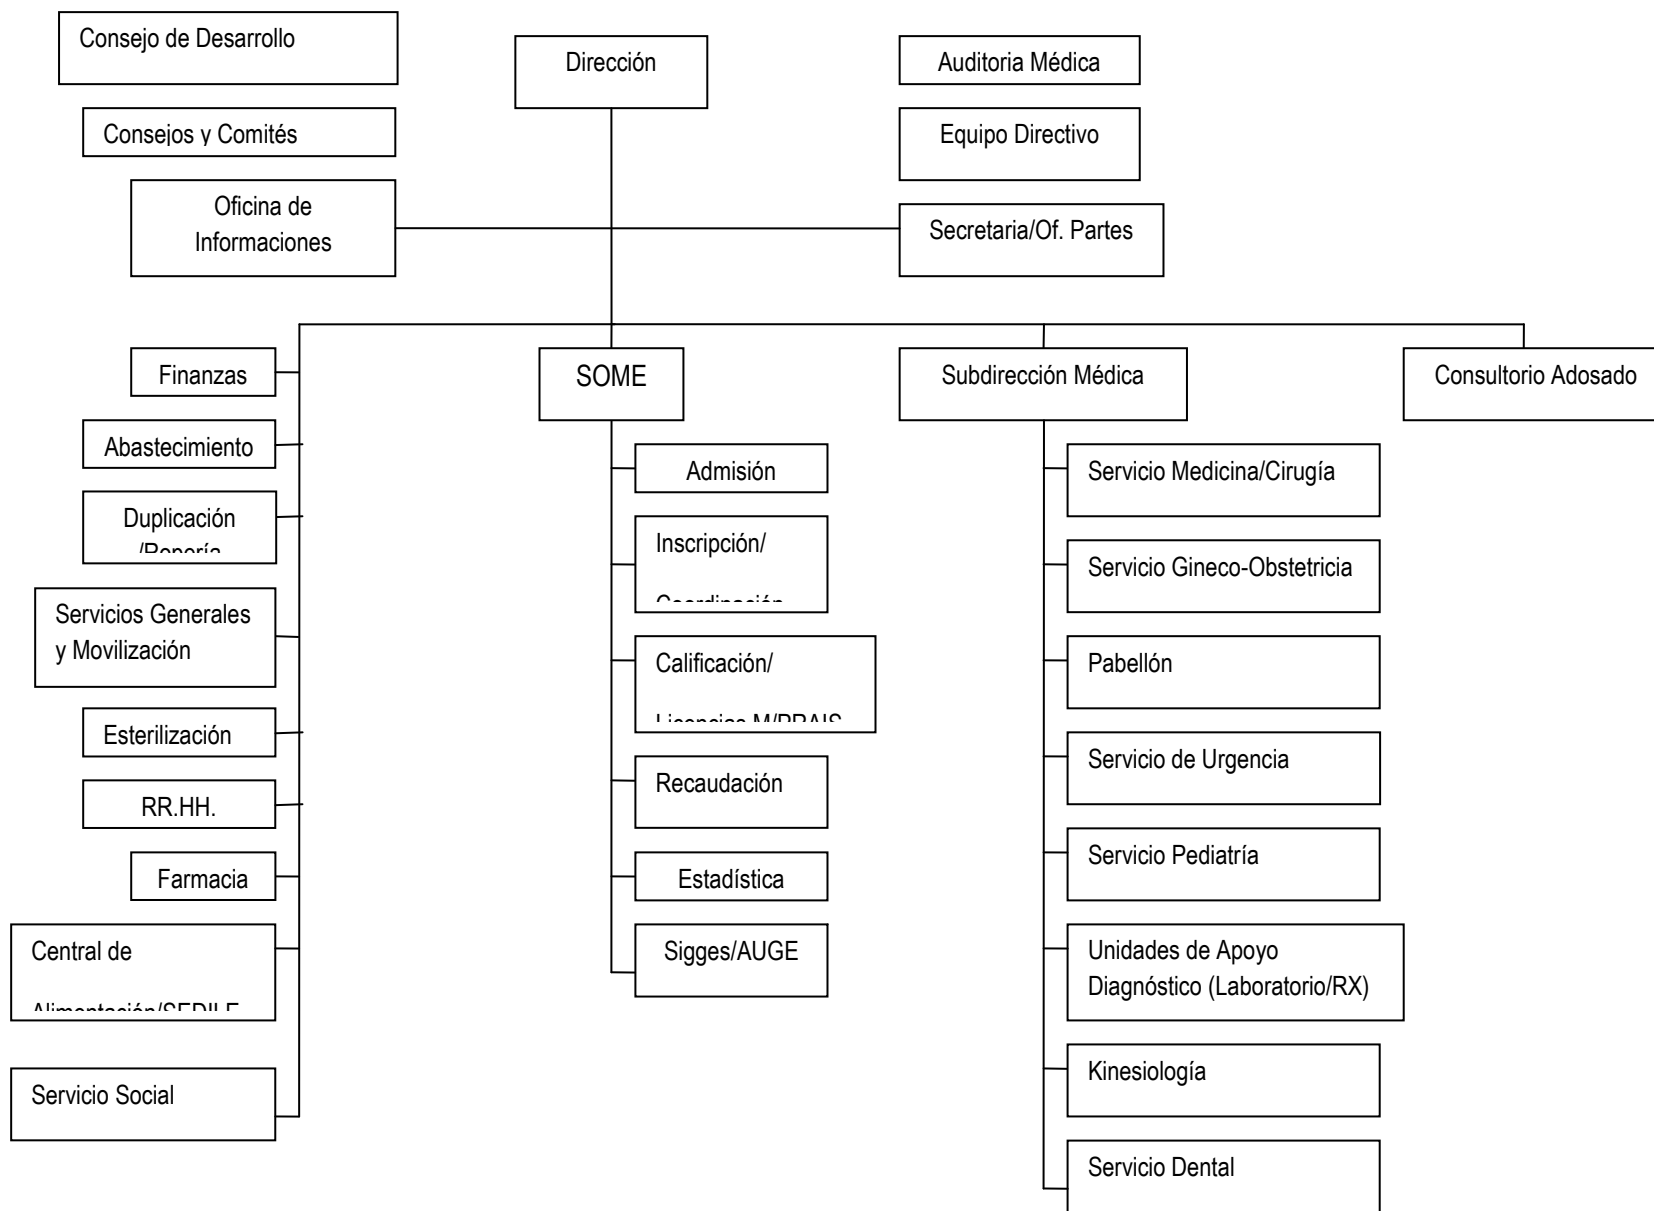 Consejo de Desarrollo
Dirección
Auditoria Médica
Consejos y Comités
Equipo Directivo
Oficina de
Informaciones
Secretaria/Of. Partes
Finanzas
Abastecimiento
Duplicación
Servicios Generales
y Movilización
Esterilización
RR.HH.
Farmacia
Central de
Servicio Social
SOME
Admisión
Inscripción/
Coordinación
Calificación/
Licencias M/PRAIS
Recaudación
Estadística
Sigges/AUGE
Subdirección Médica
Servicio Medicina/Cirugía
Servicio Gineco-Obstetricia
Pabellón
Servicio de Urgencia
Servicio Pediatría
Unidades de Apoyo
Diagnóstico (Laboratorio/RX)
Kinesiología
Servicio Dental
Consultorio Adosado